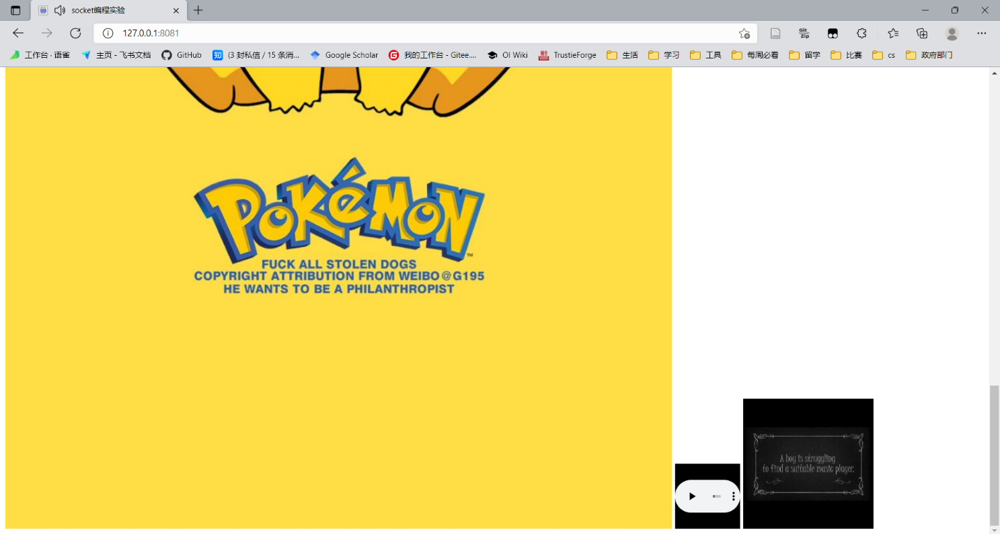 socket编程实验
127.0.0.1:8081
工作台 · 语雀
主页 - 飞书文档
GitHub
知
(3 封私信 / 15 条消...
Google Scholar
G
我的工作台 - Gitee....
OI Wiki
TrustieForge
生活
学习
工具
每周必看
留学
比赛
cs
政府部门
Git
Zip
POKéMON
TM
FUCK ALL STOLEN DOGS
COPYRIGHT ATTRIBUTION FROM WEIBO@G195
HE WANTS TO BE A PHILANTHROPIST
A boy is struggling
to find a suitable music player.